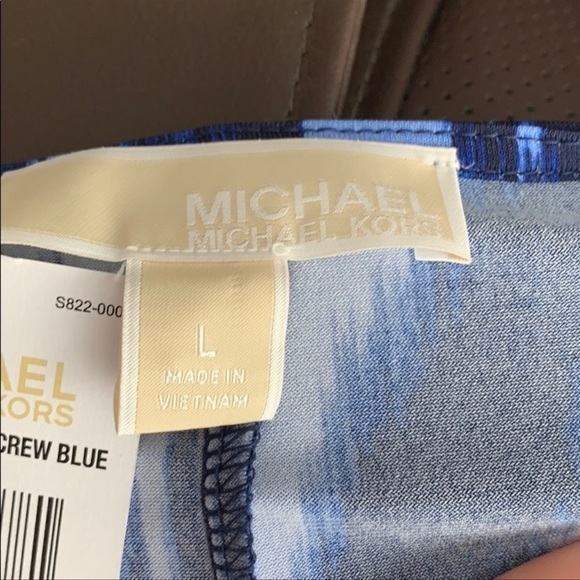 MICHAEL
MICHAEL KORS
L
MADE IN
VIETNAM
S822-000
AEL
KORS
CREW BLUE